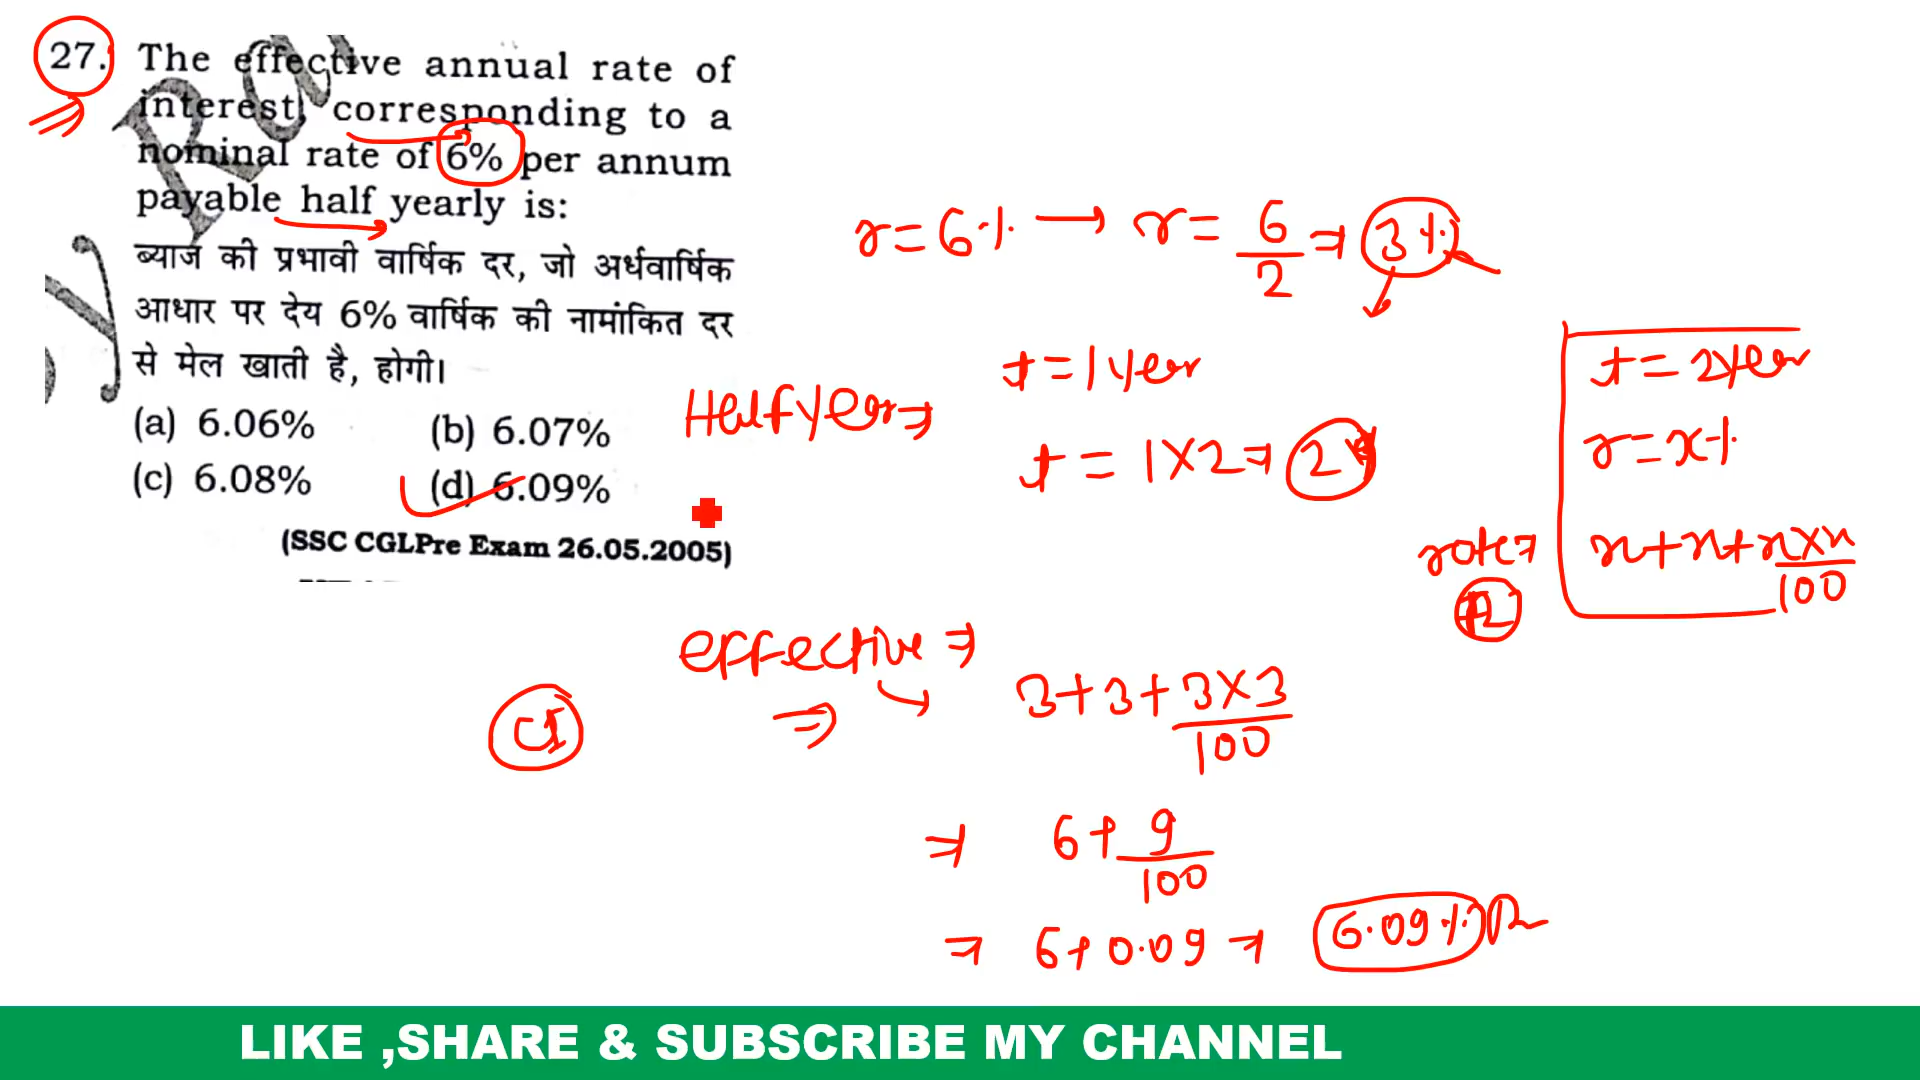 27. The effective annual rate of
interest, corresponding to a
nominal rate of 6% per annum
payable half yearly is:
ब्याज की प्रभावी वार्षिक दर, जो अर्धवार्षिक
आधार पर देय 6% वार्षिक की नामांकित दर
से मेल खाती है, होगी।
(a) 6.06% (b) 6.07%
(c) 6.08% (d) 6.09%
(SSC CGLPre Exam 26.05.2005)
r = 6% → r = 6/2 ⇒ 3%
Half year ⇒
t = 1 year
t = 1×2 ⇒ 2
t = 2 year
r = x%
rate ⇒ x + x + x×x/100
effective ⇒
CI
⇒ 3 + 3 + 3×3/100
⇒ 6 + 9/100
⇒ 6 + 0.09 ⇒ 6.09%
LIKE ,SHARE & SUBSCRIBE MY CHANNEL